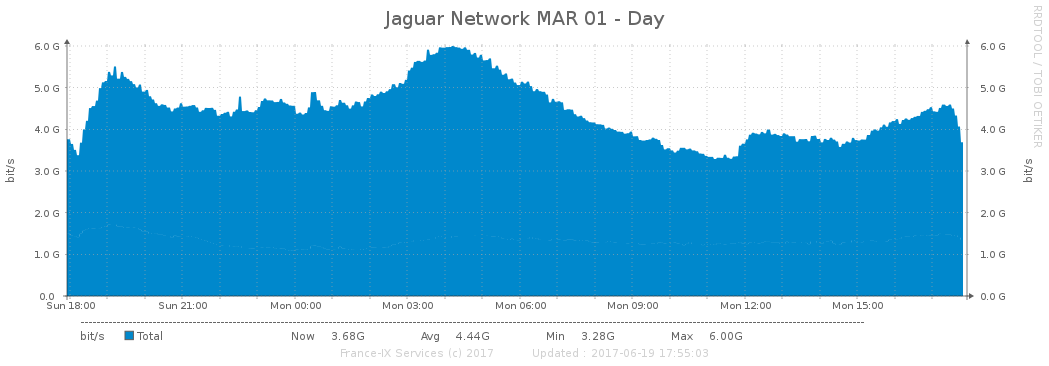 Jaguar Network MAR 01 - Day
RRDTOOL / TOBI OETIKER
bit/s
bit/s
6.0 G 6.0 G
5.0 G 5.0 G
4.0 G 4.0 G
3.0 G 3.0 G
2.0 G 2.0 G
1.0 G 1.0 G
0.0 0.0 G
Sun 18:00 Sun 21:00 Mon 00:00 Mon 03:00 Mon 06:00 Mon 09:00 Mon 12:00 Mon 15:00
bit/s Total Now 3.68G Avg 4.44G Min 3.28G Max 6.00G
France-IX Services (c) 2017 Updated : 2017-06-19 17:55:03